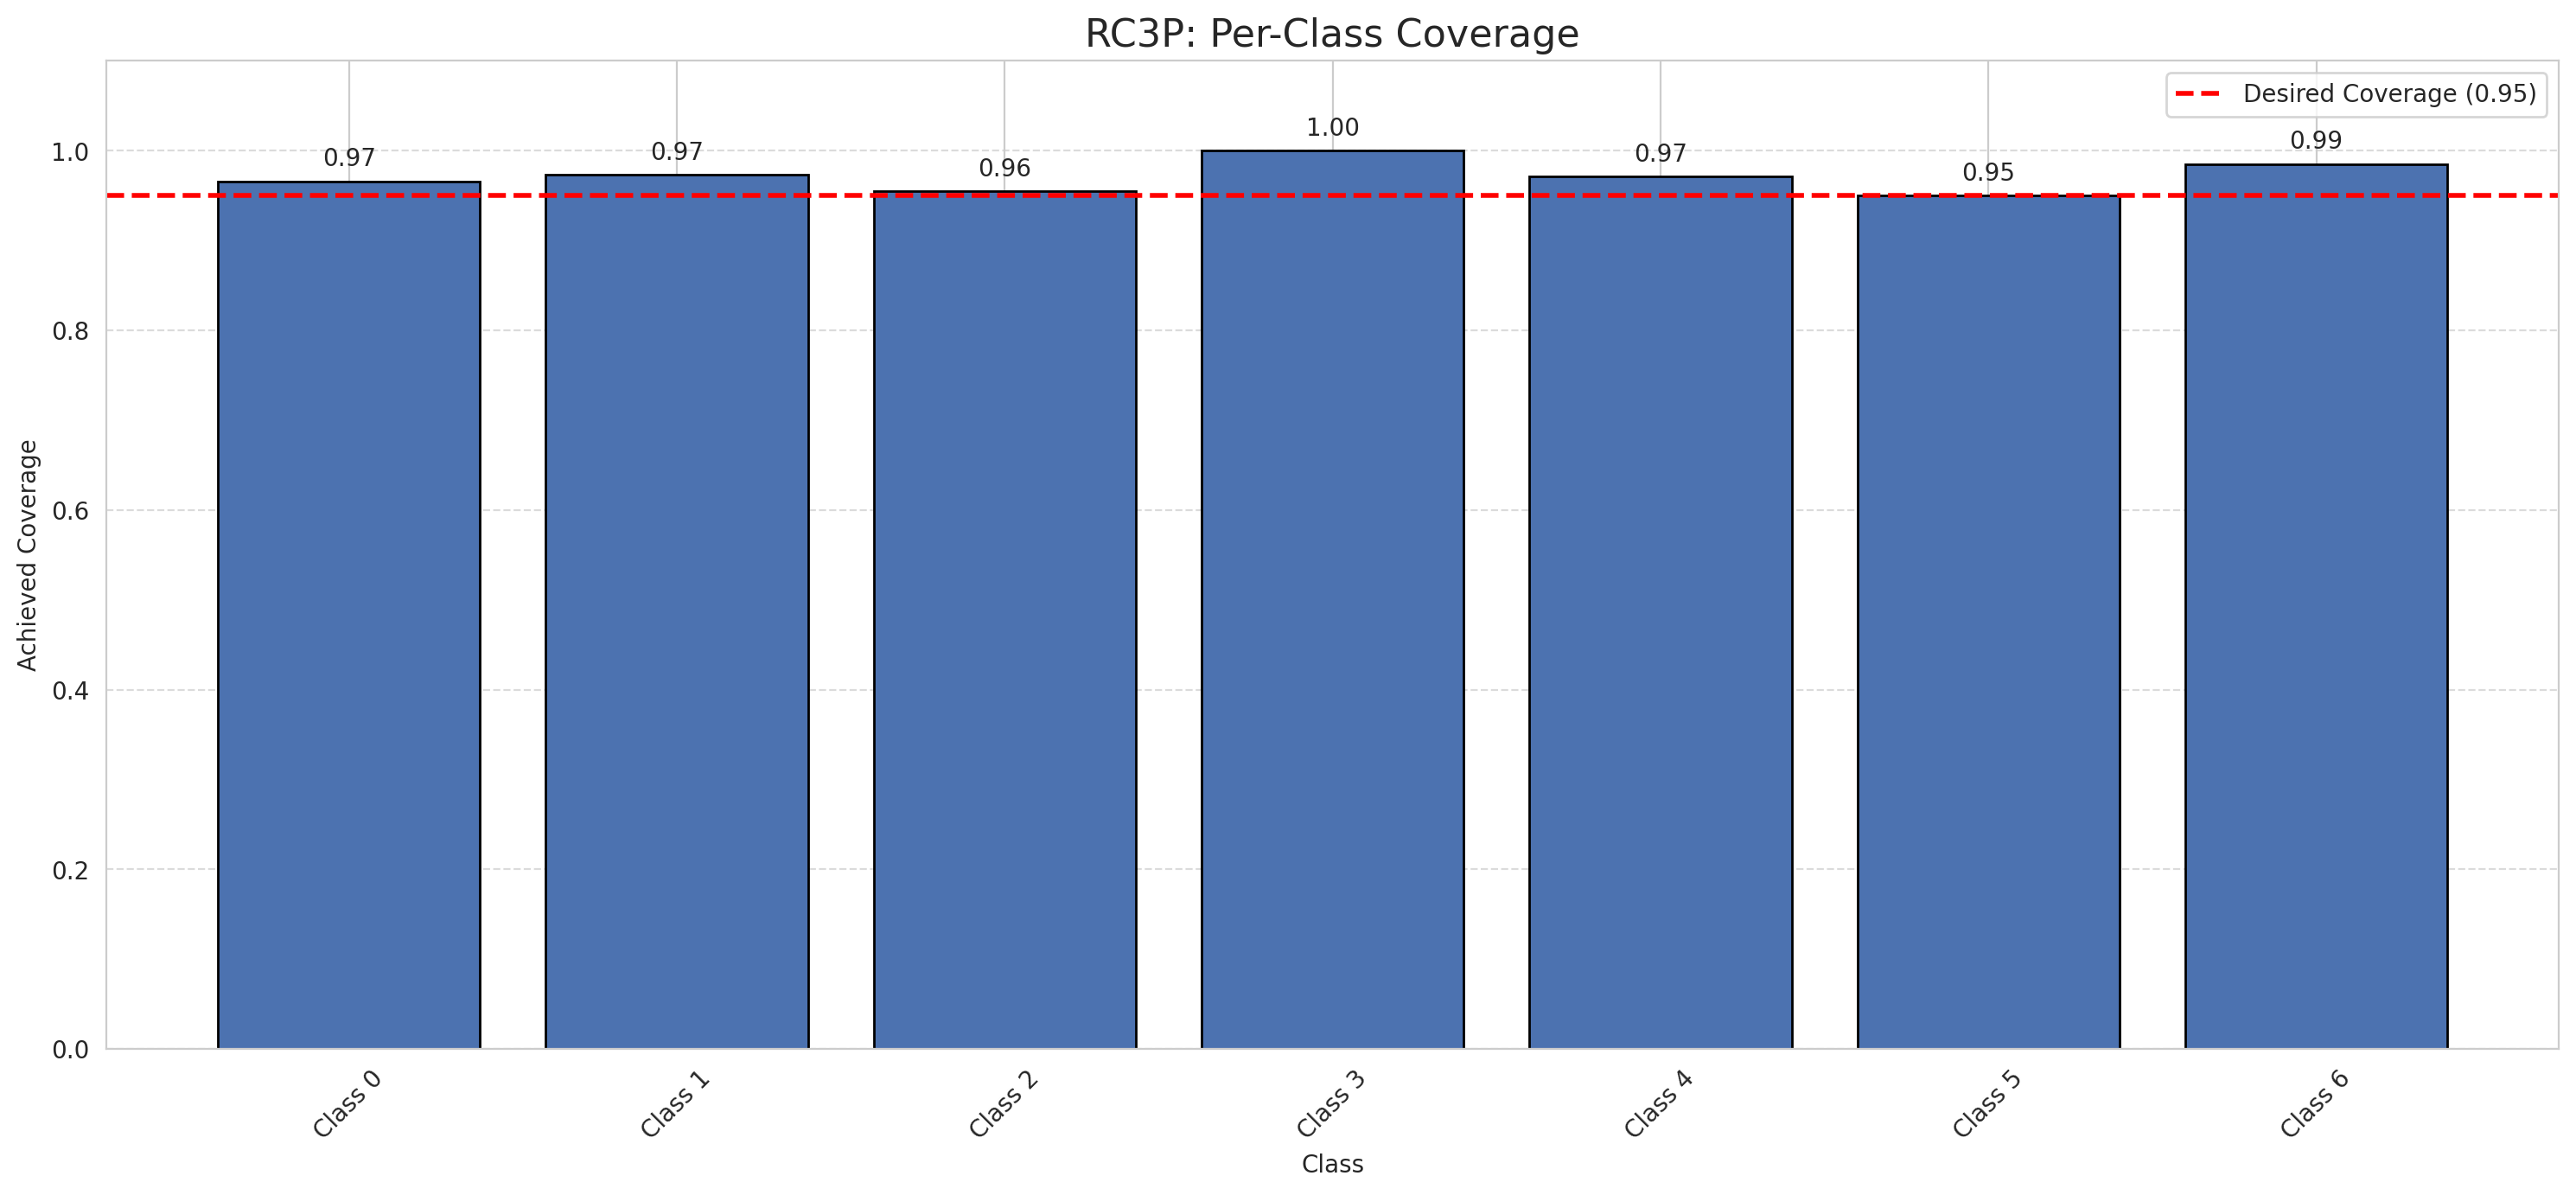 RC3P: Per-Class Coverage
Desired Coverage (0.95)
Achieved Coverage
1.0
0.8
0.6
0.4
0.2
0.0
0.97
0.97
0.96
1.00
0.97
0.95
0.99
Class 0
Class 1
Class 2
Class 3
Class 4
Class 5
Class 6
Class